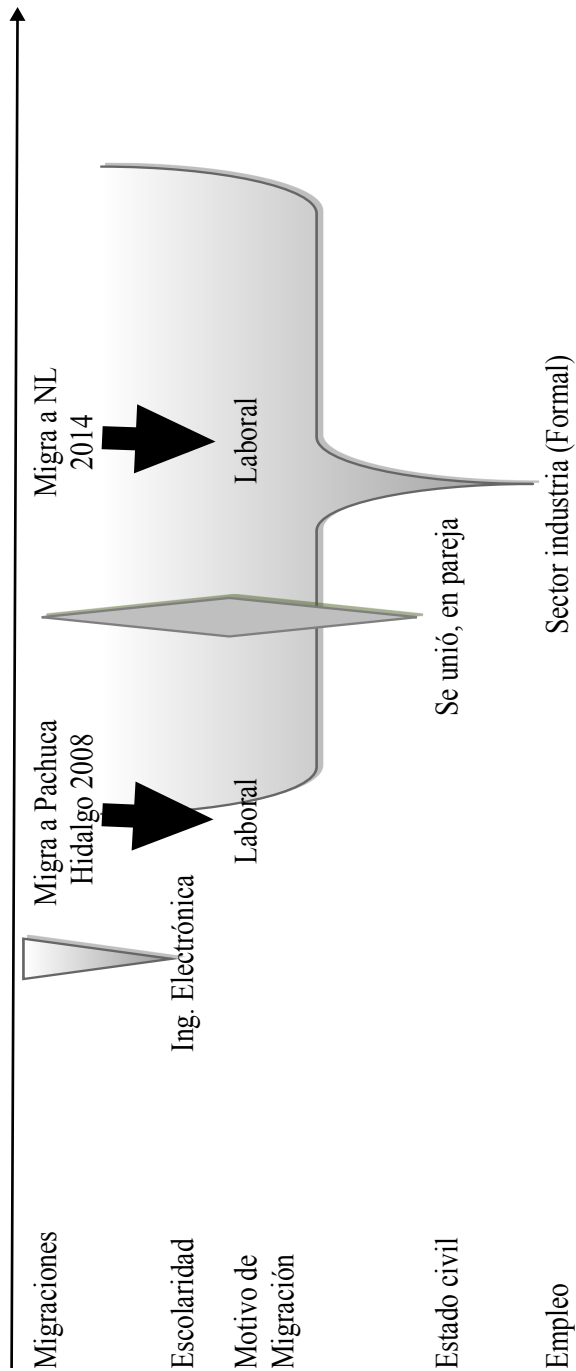 Migraciones
Migra a Pachuca
Hidalgo 2008
Migra a NL
2014
Escolaridad
Ing. Electrónica
Motivo de
Migración
Laboral
Laboral
Estado civil
Se unió, en pareja
Empleo
Sector industria (Formal)